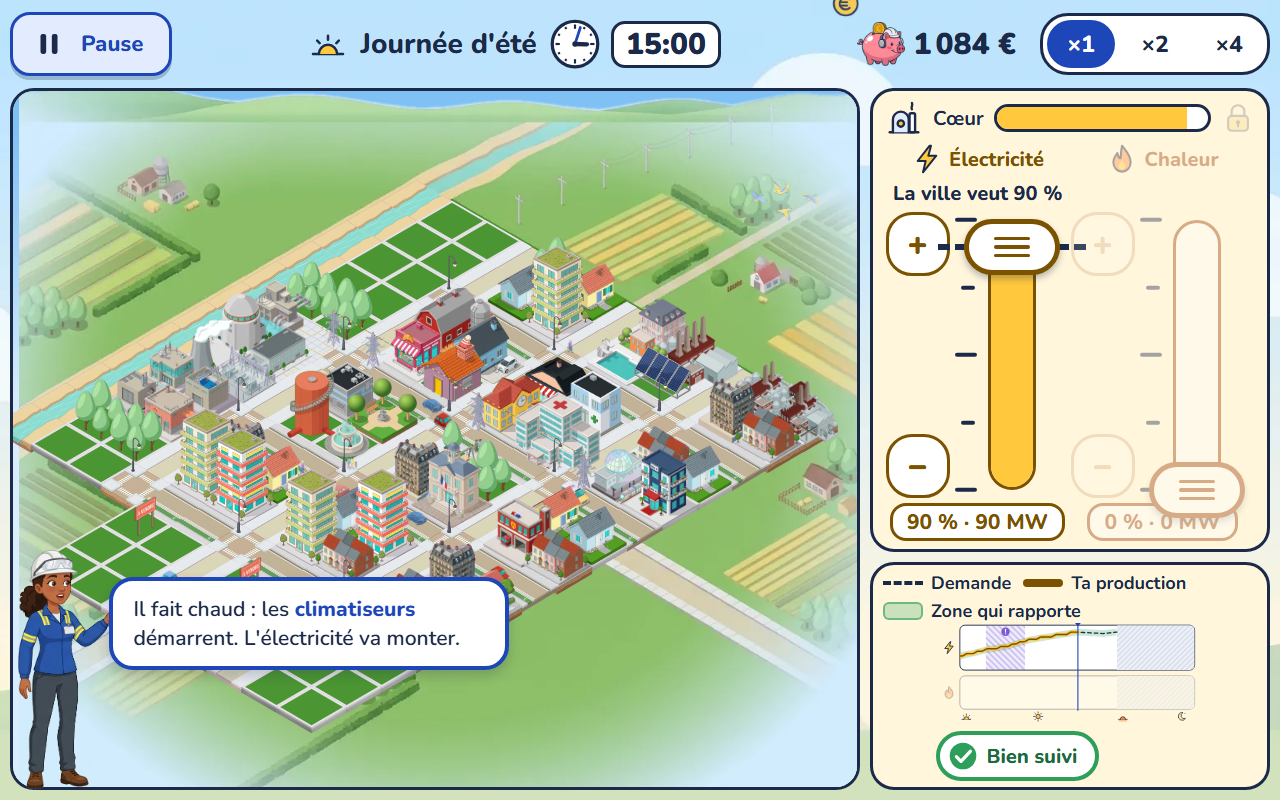 Pause
Journée d'été
15:00
1 084 €
×1
×2
×4
Cœur
Électricité
Chaleur
La ville veut 90 %
90 % · 90 MW
0 % · 0 MW
Il fait chaud : les climatiseurs
démarrent. L'électricité va monter.
Demande
Ta production
Zone qui rapporte
Bien suivi